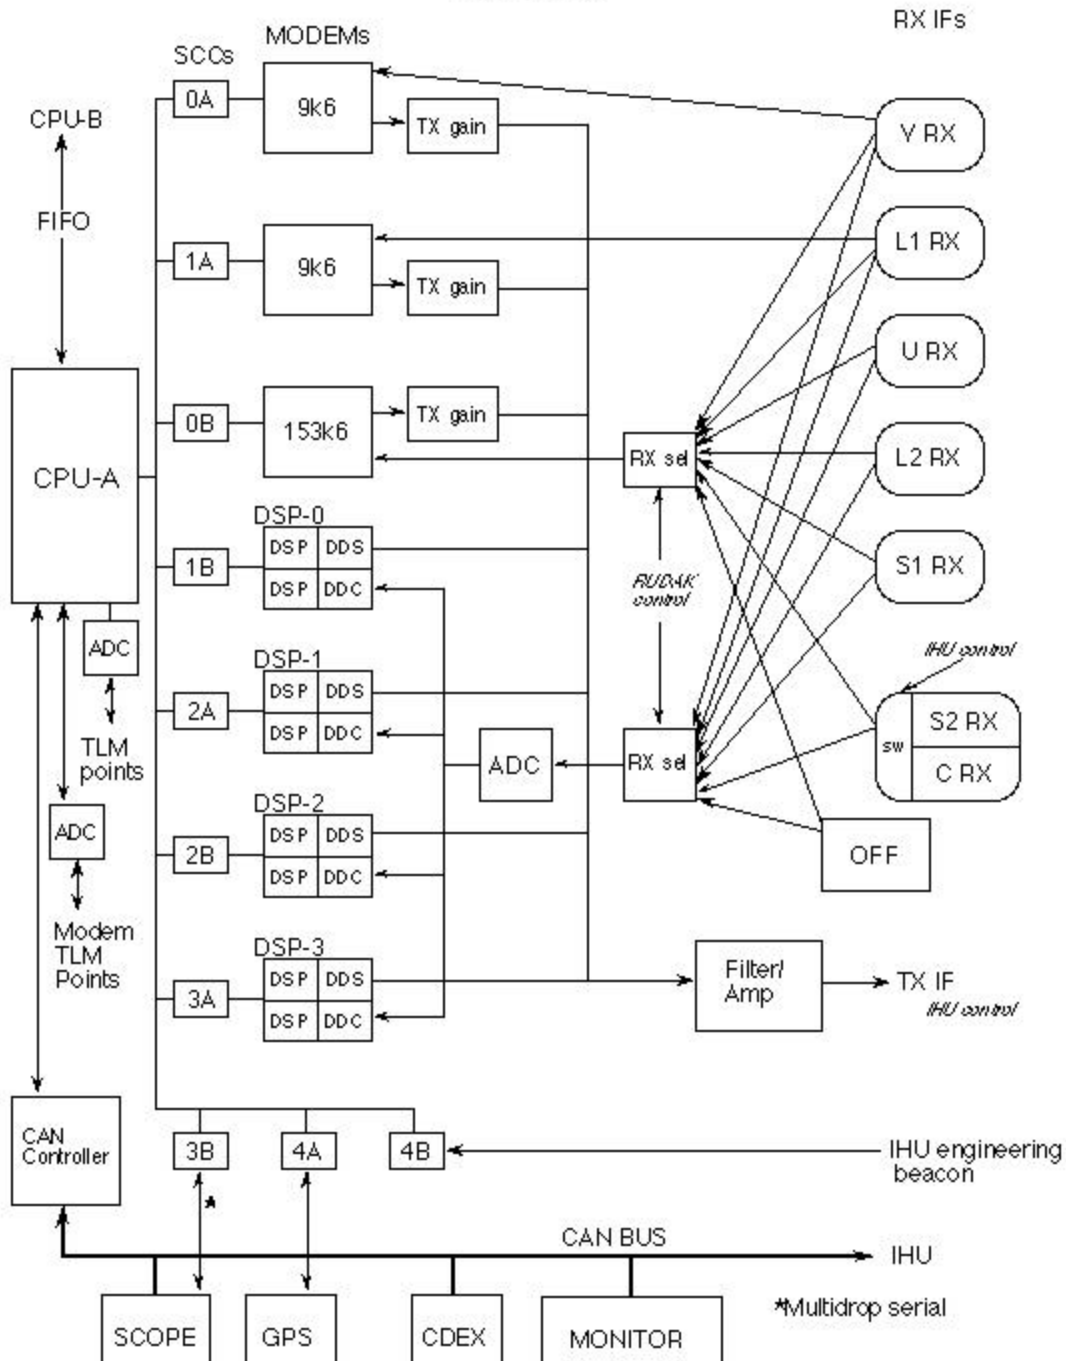 RX IFs
MODEMs
SCCs
0A
9k6
TX gain
V RX
CPU-B
FIFO
L1 RX
1A
9k6
TX gain
U RX
CPU-A
0B
153k6
TX gain
RX sel
L2 RX
DSP-0
1B
DSP
DDS
DSP
DDC
RUDAK
control
S1 RX
ADC
TLM
points
DSP-1
2A
DSP
DDS
DSP
DDC
ADC
RX sel
IHU control
sw
S2 RX
C RX
ADC
Modem
TLM
Points
DSP-2
2B
DSP
DDS
DSP
DDC
OFF
DSP-3
3A
DSP
DDS
DSP
DDC
Filter/
Amp
TX IF
IHU control
CAN
Controller
3B
4A
4B
IHU engineering
beacon
*
CAN BUS
IHU
*Multidrop serial
SCOPE
GPS
CDEX
MONITOR